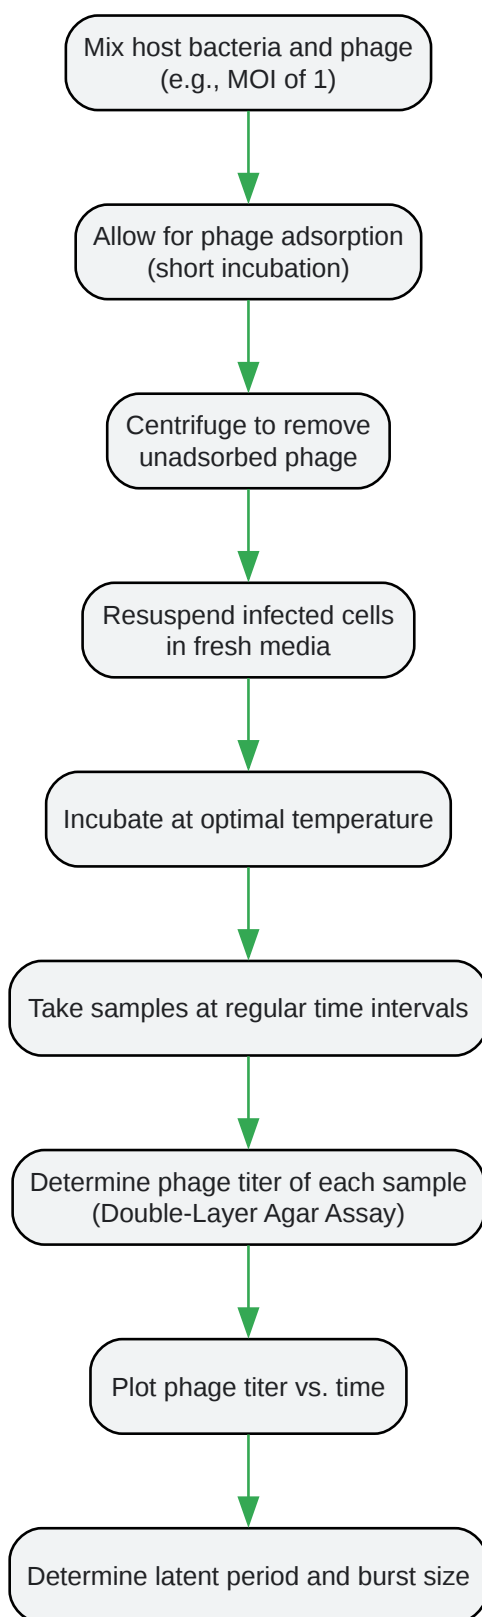 Mix host bacteria and phage
(e.g., MOI of 1)
Allow for phage adsorption
(short incubation)
Centrifuge to remove
unadsorbed phage
Resuspend infected cells
in fresh media
Incubate at optimal temperature
Take samples at regular time intervals
Determine phage titer of each sample
(Double-Layer Agar Assay)
Plot phage titer vs. time
Determine latent period and burst size